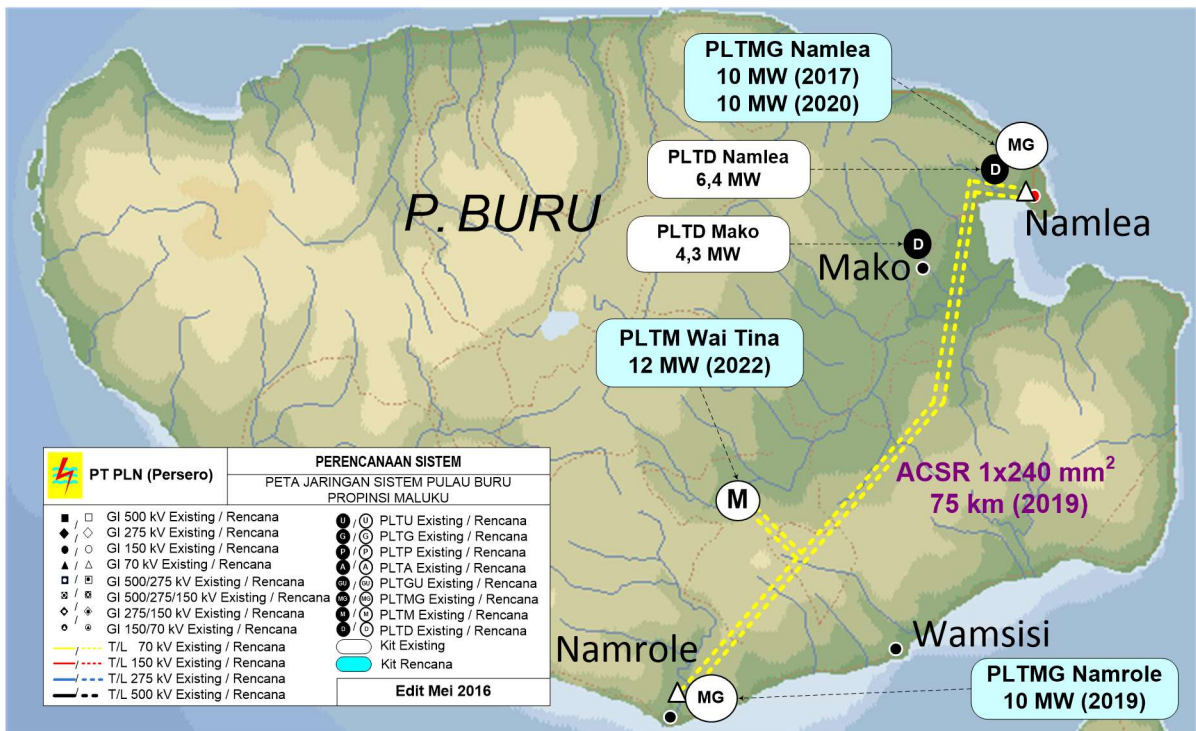 PLTMG Namlea
10 MW (2017)
10 MW (2020)
MG
PLTD Namlea
6,4 MW
D
P. BURU
Namlea
PLTD Mako
4,3 MW
D
Mako
PLTM Wai Tina
12 MW (2022)
ACSR 1x240 mm²
75 km (2019)
M
PT PLN (Persero)
PERENCANAAN SISTEM
PETA JARINGAN SISTEM PULAU BURU
PROPINSI MALUKU
/ GI 500 kV Existing / Rencana
/ GI 275 kV Existing / Rencana
/ GI 150 kV Existing / Rencana
/ GI 70 kV Existing / Rencana
/ GI 500/275 kV Existing / Rencana
/ GI 500/275/150 kV Existing / Rencana
/ GI 275/150 kV Existing / Rencana
/ GI 150/70 kV Existing / Rencana
/ T/L 70 kV Existing / Rencana
/ T/L 150 kV Existing / Rencana
/ T/L 275 kV Existing / Rencana
/ T/L 500 kV Existing / Rencana
U / U PLTU Existing / Rencana
G / G PLTG Existing / Rencana
P / P PLTP Existing / Rencana
A / A PLTA Existing / Rencana
GU / GU PLTGU Existing / Rencana
MG / MG PLTMG Existing / Rencana
M / M PLTM Existing / Rencana
D / D PLTD Existing / Rencana
Kit Existing
Kit Rencana
Edit Mei 2016
Namrole
Wamsisi
MG
PLTMG Namrole
10 MW (2019)